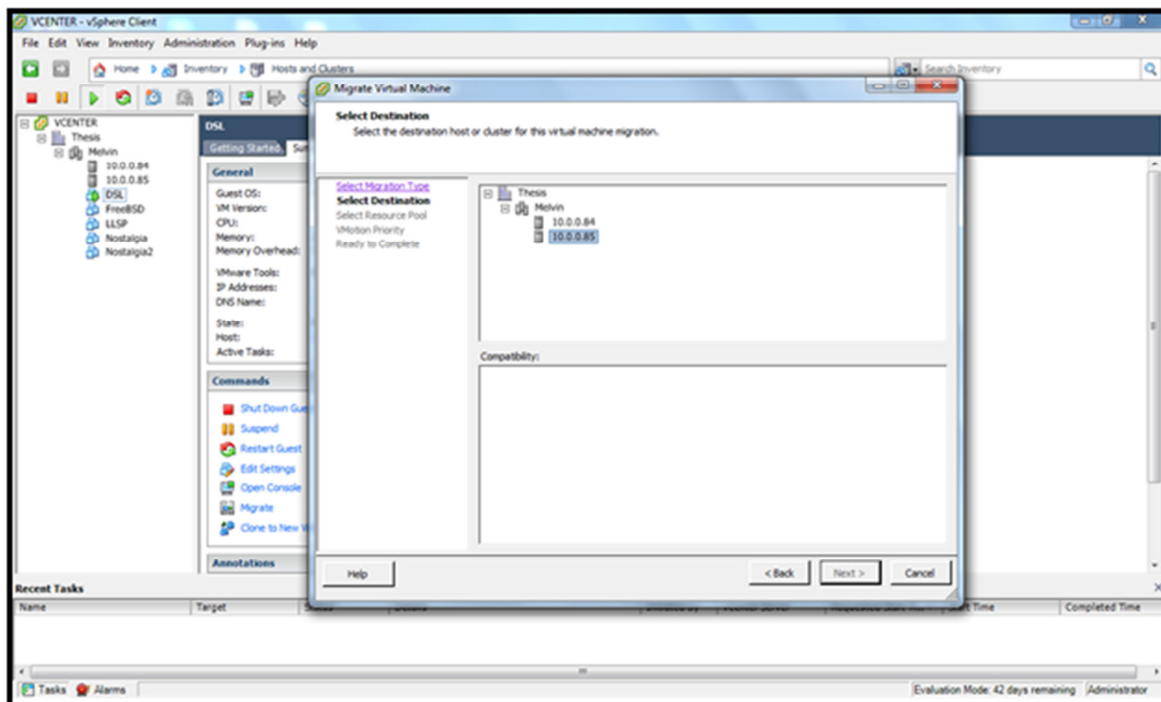 VCENTER - vSphere Client
File Edit View Inventory Administration Plug-ins Help
Home Inventory Hosts and Clusters
Search Inventory
VCENTER
Thesis
Melvin
10.0.0.84
10.0.0.85
DSL
FreeBSD
LLSP
Nostalgia
Nostalgia2
DSL
Getting Started
General
Guest OS:
VM Version:
CPU:
Memory:
Memory Overhead:
VMware Tools:
IP Addresses:
DNS Name:
State:
Host:
Active Tasks:
Commands
Shut Down Gue
Suspend
Restart Guest
Edit Settings
Open Console
Migrate
Clone to New V
Annotations
Migrate Virtual Machine
Select Destination
Select the destination host or cluster for this virtual machine migration.
Select Migration Type
Select Destination
Select Resource Pool
VMotion Priority
Ready to Complete
Thesis
Melvin
10.0.0.84
10.0.0.85
Compatibility:
Help < Back Next > Cancel
Recent Tasks
Name Target Completed Time
Tasks Alarms Evaluation Mode: 42 days remaining Administrator